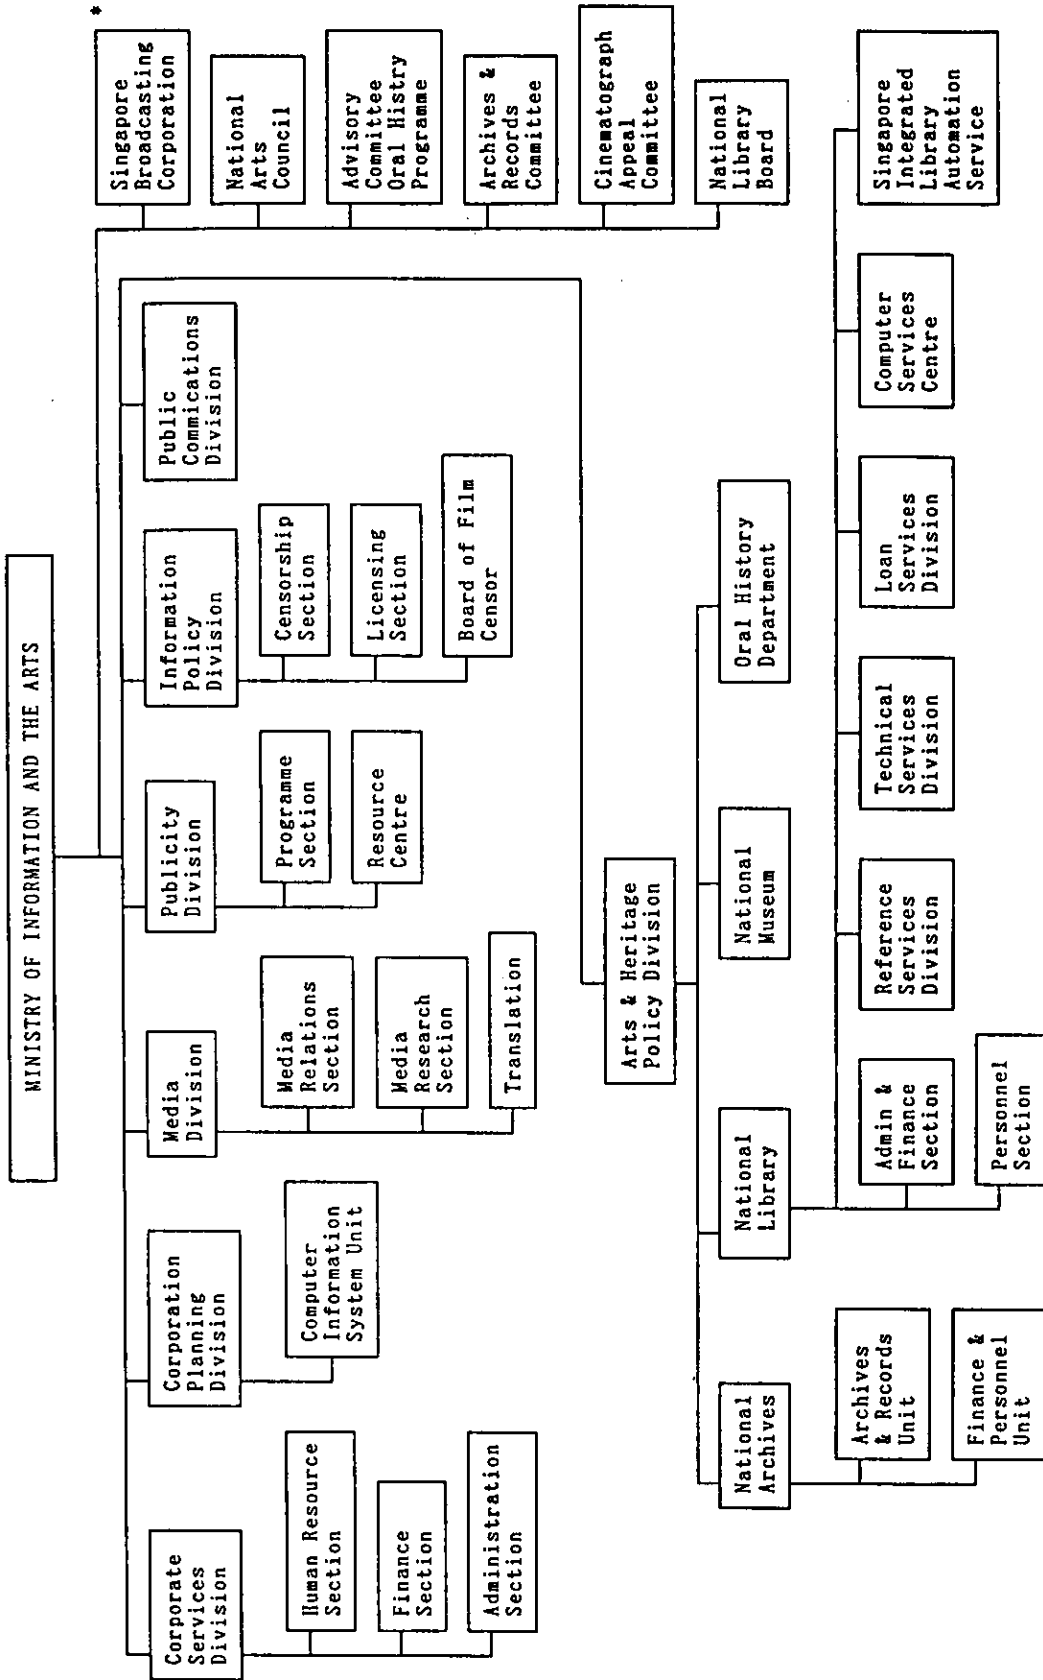 MINISTRY OF INFORMATION AND THE ARTS
*
Singapore
Broadcasting
Corporation
National
Arts
Council
Advisory
Committee
Oral Histry
Programme
Archives &
Records
Committee
Cinematograph
Appeal
Committee
National
Library
Board
Corporate
Services
Division
Human Resource
Section
Finance
Section
Administration
Section
Corporation
Planning
Division
Computer
Information
System Unit
Media
Division
Media
Relations
Section
Media
Research
Section
Translation
Publicity
Division
Programme
Section
Resource
Centre
Information
Policy
Division
Censorship
Section
Licensing
Section
Board of Film
Censor
Public
Commications
Division
Arts & Heritage
Policy Division
National
Archives
Archives
& Records
Unit
Finance &
Personnel
Unit
National
Library
Admin &
Finance
Section
Personnel
Section
Reference
Services
Division
Technical
Services
Division
Loan
Services
Division
Computer
Services
Centre
Singapore
Integrated
Library
Automation
Service
National
Museum
Oral History
Department